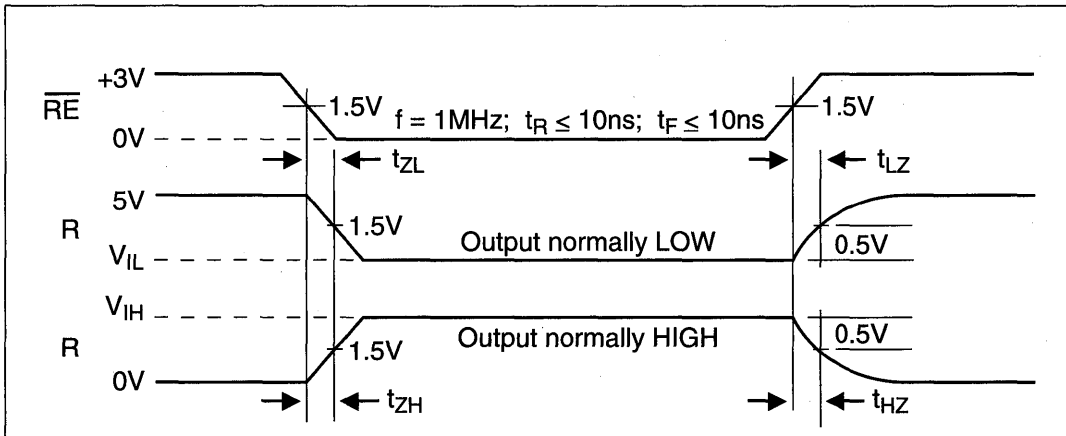 +3V
R̅E̅
1.5V
f = 1MHz; tR ≤ 10ns; tF ≤ 10ns
1.5V
0V
tZL
tLZ
5V
R
1.5V
Output normally LOW
0.5V
VIL
VIH
R
1.5V
Output normally HIGH
0.5V
0V
tZH
tHZ